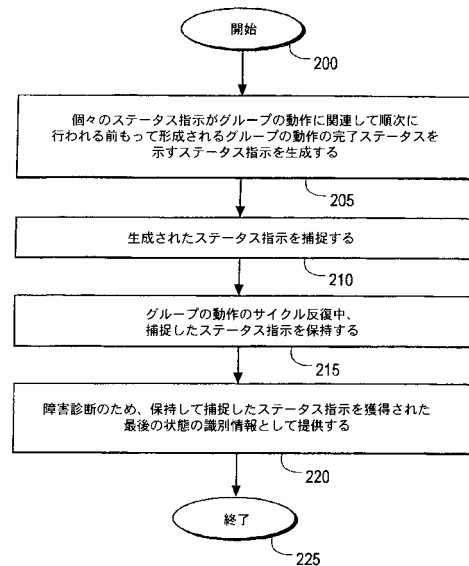 開始
200
個々のステータス指示がグループの動作に関連して順次に
行われる前もって形成されるグループの動作の完了ステータスを
示すステータス指示を生成する
205
生成されたステータス指示を捕捉する
210
グループの動作のサイクル反復中、
捕捉したステータス指示を保持する
215
障害診断のため、保持して捕捉したステータス指示を獲得された
最後の状態の識別情報として提供する
220
終了
225